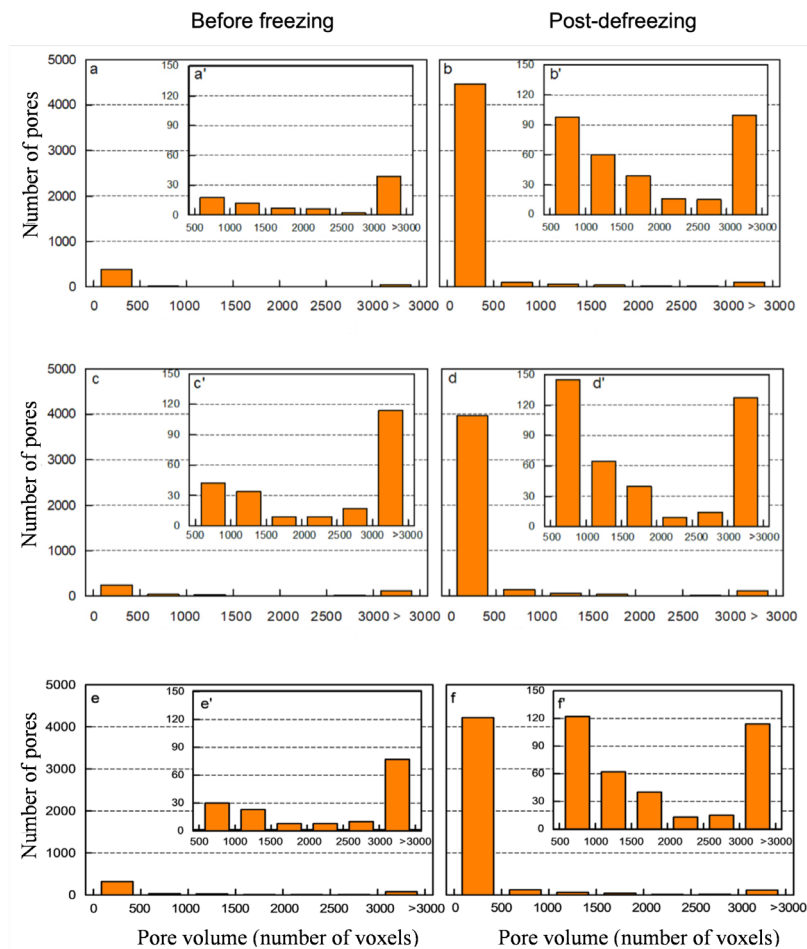 Before freezing
Post-defreezing
Number of pores
5000
4000
3000
2000
1000
0
a
a'
150
120
90
60
30
0
500 1000 1500 2000 2500 3000 >3000
0 500 1000 1500 2000 2500 3000 > 3000
b
b'
150
120
90
60
30
0
500 1000 1500 2000 2500 3000 >3000
0 500 1000 1500 2000 2500 3000 > 3000
Number of pores
5000
4000
3000
2000
1000
0
c
c'
150
120
90
60
30
0
500 1000 1500 2000 2500 3000 >3000
0 500 1000 1500 2000 2500 3000 > 3000
d
d'
150
120
90
60
30
0
500 1000 1500 2000 2500 3000 >3000
0 500 1000 1500 2000 2500 3000 > 3000
Number of pores
5000
4000
3000
2000
1000
0
e
e'
150
120
90
60
30
0
500 1000 1500 2000 2500 3000 >3000
0 500 1000 1500 2000 2500 >3000
f
f'
150
120
90
60
30
0
500 1000 1500 2000 2500 3000 >3000
0 500 1000 1500 2000 2500 3000 >3000
Pore volume (number of voxels)
Pore volume (number of voxels)